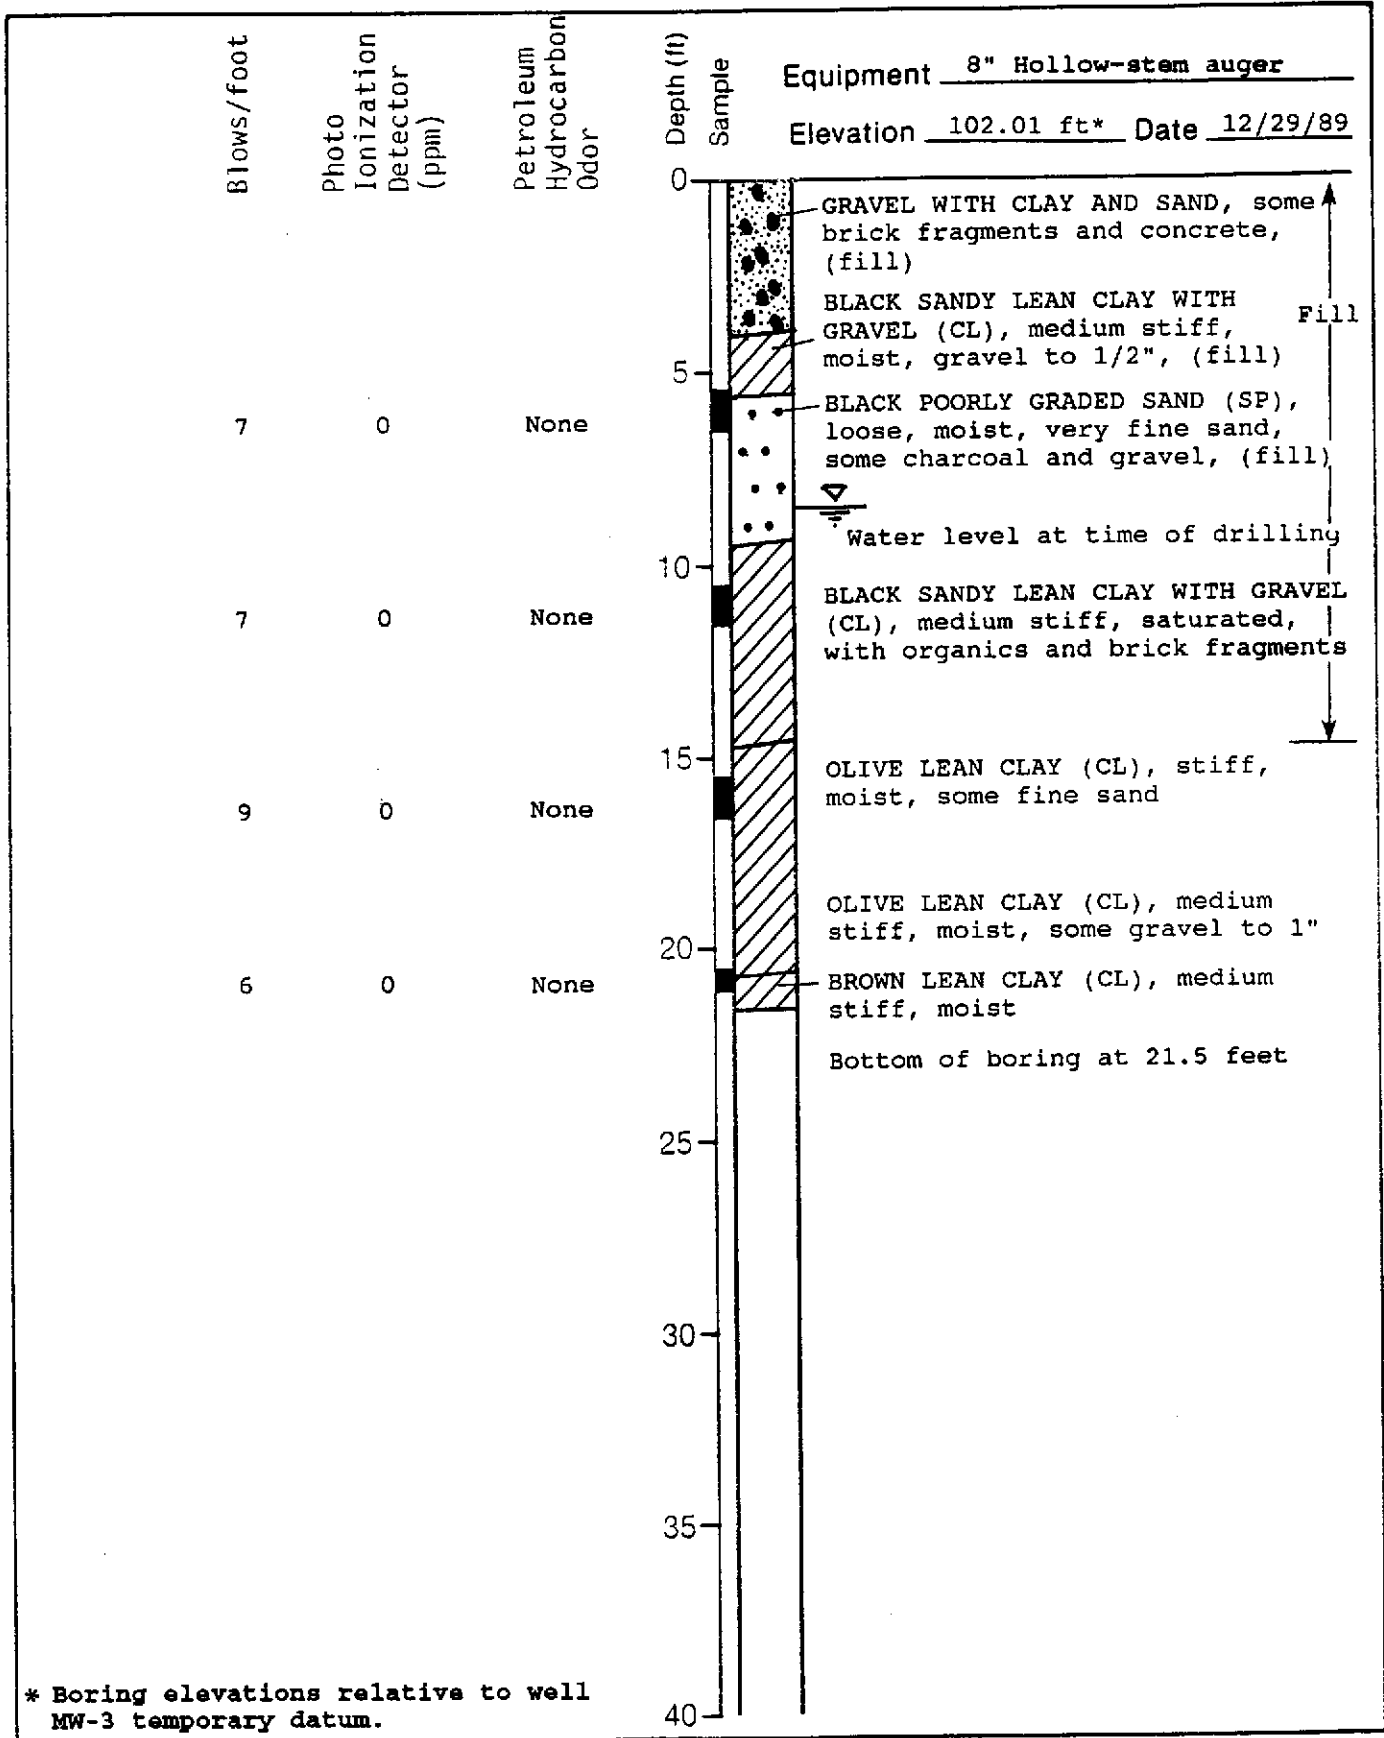 Blows/foot
Photo
Ionization
Detector
(ppm)
Petroleum
Hydrocarbon
Odor
Depth (ft)
Sample
Equipment 8" Hollow-stem auger
Elevation 102.01 ft* Date 12/29/89
0
GRAVEL WITH CLAY AND SAND, some
brick fragments and concrete,
(fill)
Fill
BLACK SANDY LEAN CLAY WITH
GRAVEL (CL), medium stiff,
moist, gravel to 1/2", (fill)
5
7 0 None
BLACK POORLY GRADED SAND (SP),
loose, moist, very fine sand,
some charcoal and gravel, (fill)
Water level at time of drilling
10
7 0 None
BLACK SANDY LEAN CLAY WITH GRAVEL
(CL), medium stiff, saturated,
with organics and brick fragments
15
9 0 None
OLIVE LEAN CLAY (CL), stiff,
moist, some fine sand
OLIVE LEAN CLAY (CL), medium
stiff, moist, some gravel to 1"
20
6 0 None
BROWN LEAN CLAY (CL), medium
stiff, moist
Bottom of boring at 21.5 feet
25
30
35
40
* Boring elevations relative to well
MW-3 temporary datum.